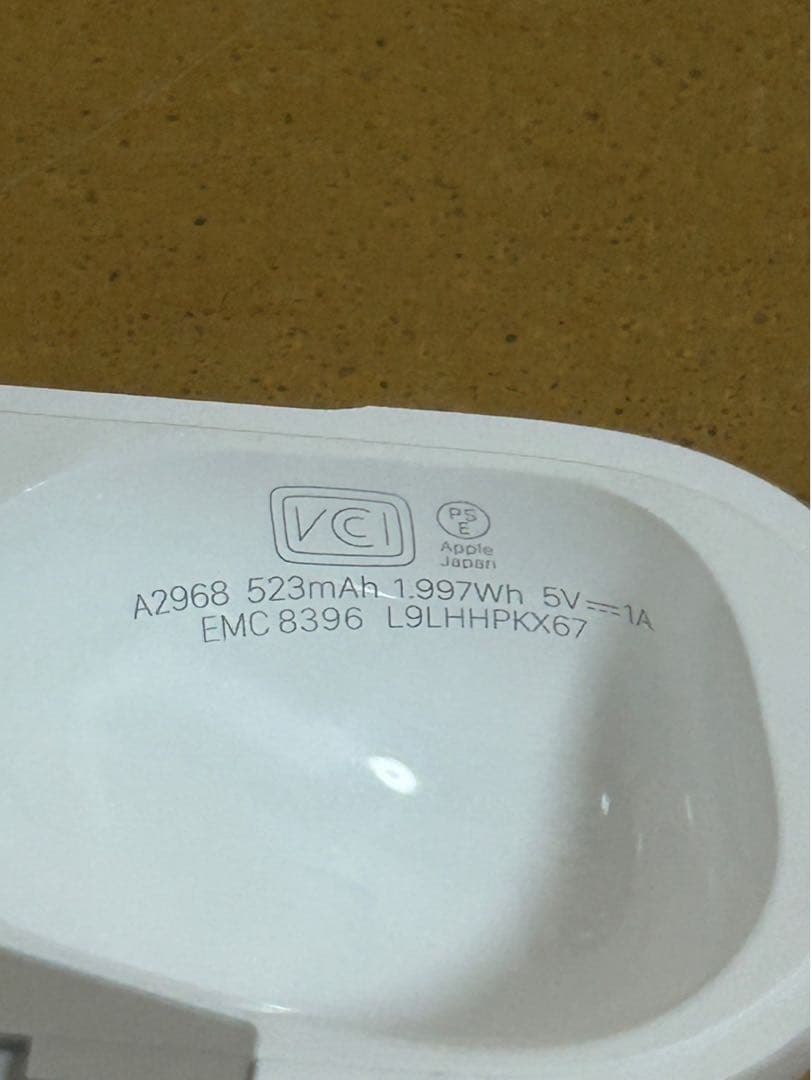 VCI
PS
E
Apple
Japan
A2968 523mAh 1.997Wh 5V⎓1A
EMC 8396 L9LHHPKX67